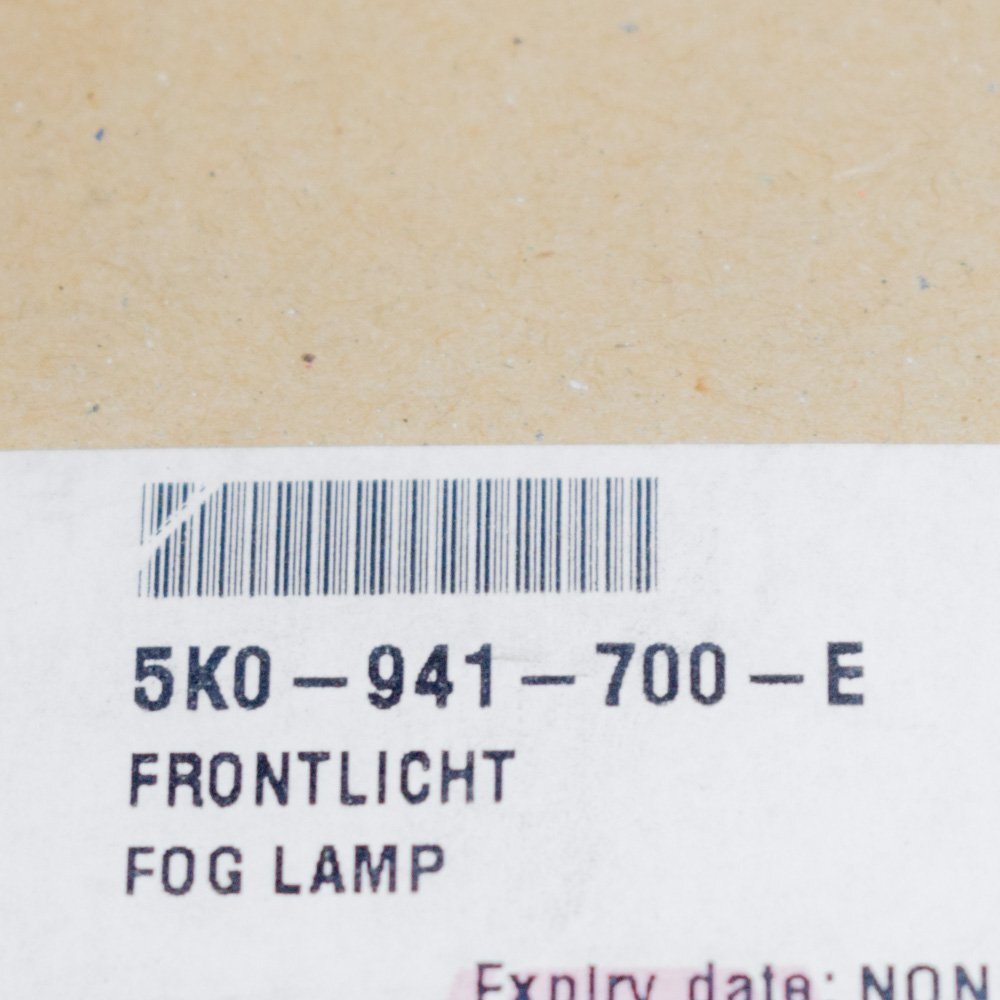 5K0-941-700-E
FRONTLICHT
FOG LAMP
Expiry date: NON